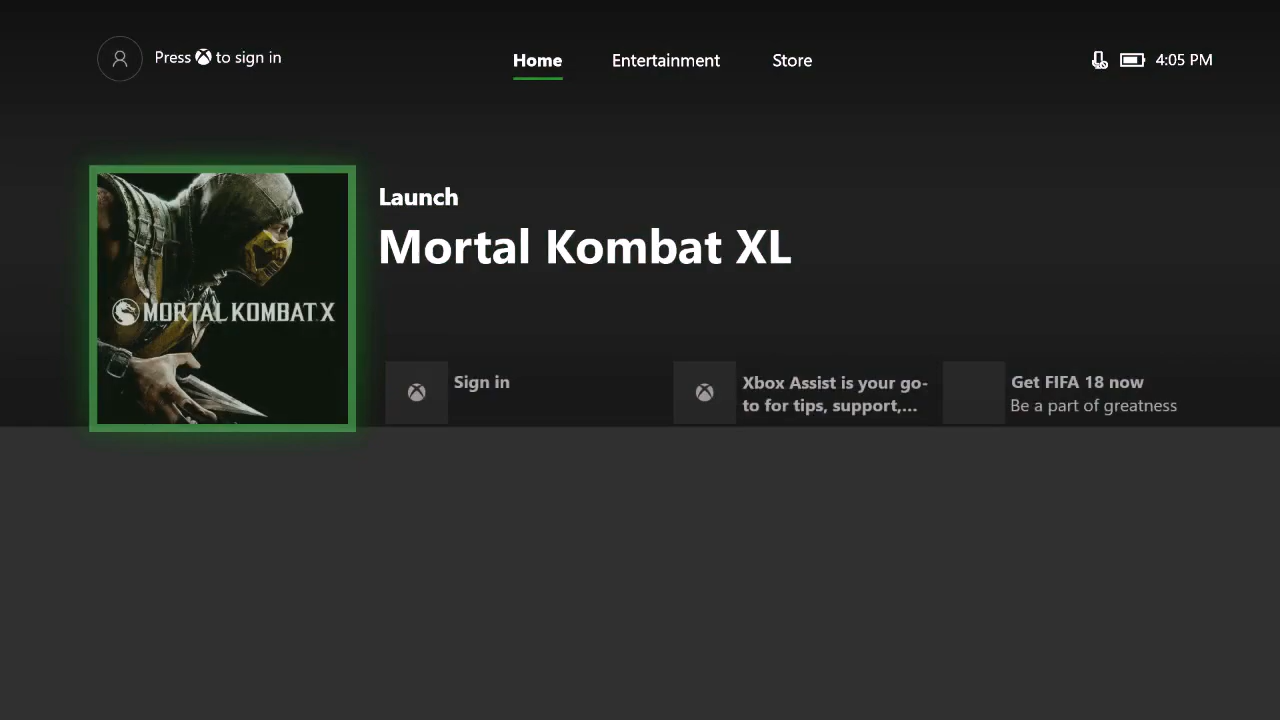 Press to sign in
Home
Entertainment
Store
4:05 PM
Launch
Mortal Kombat XL
MORTAL KOMBAT X
Sign in
Xbox Assist is your go-
to for tips, support,...
Get FIFA 18 now
Be a part of greatness